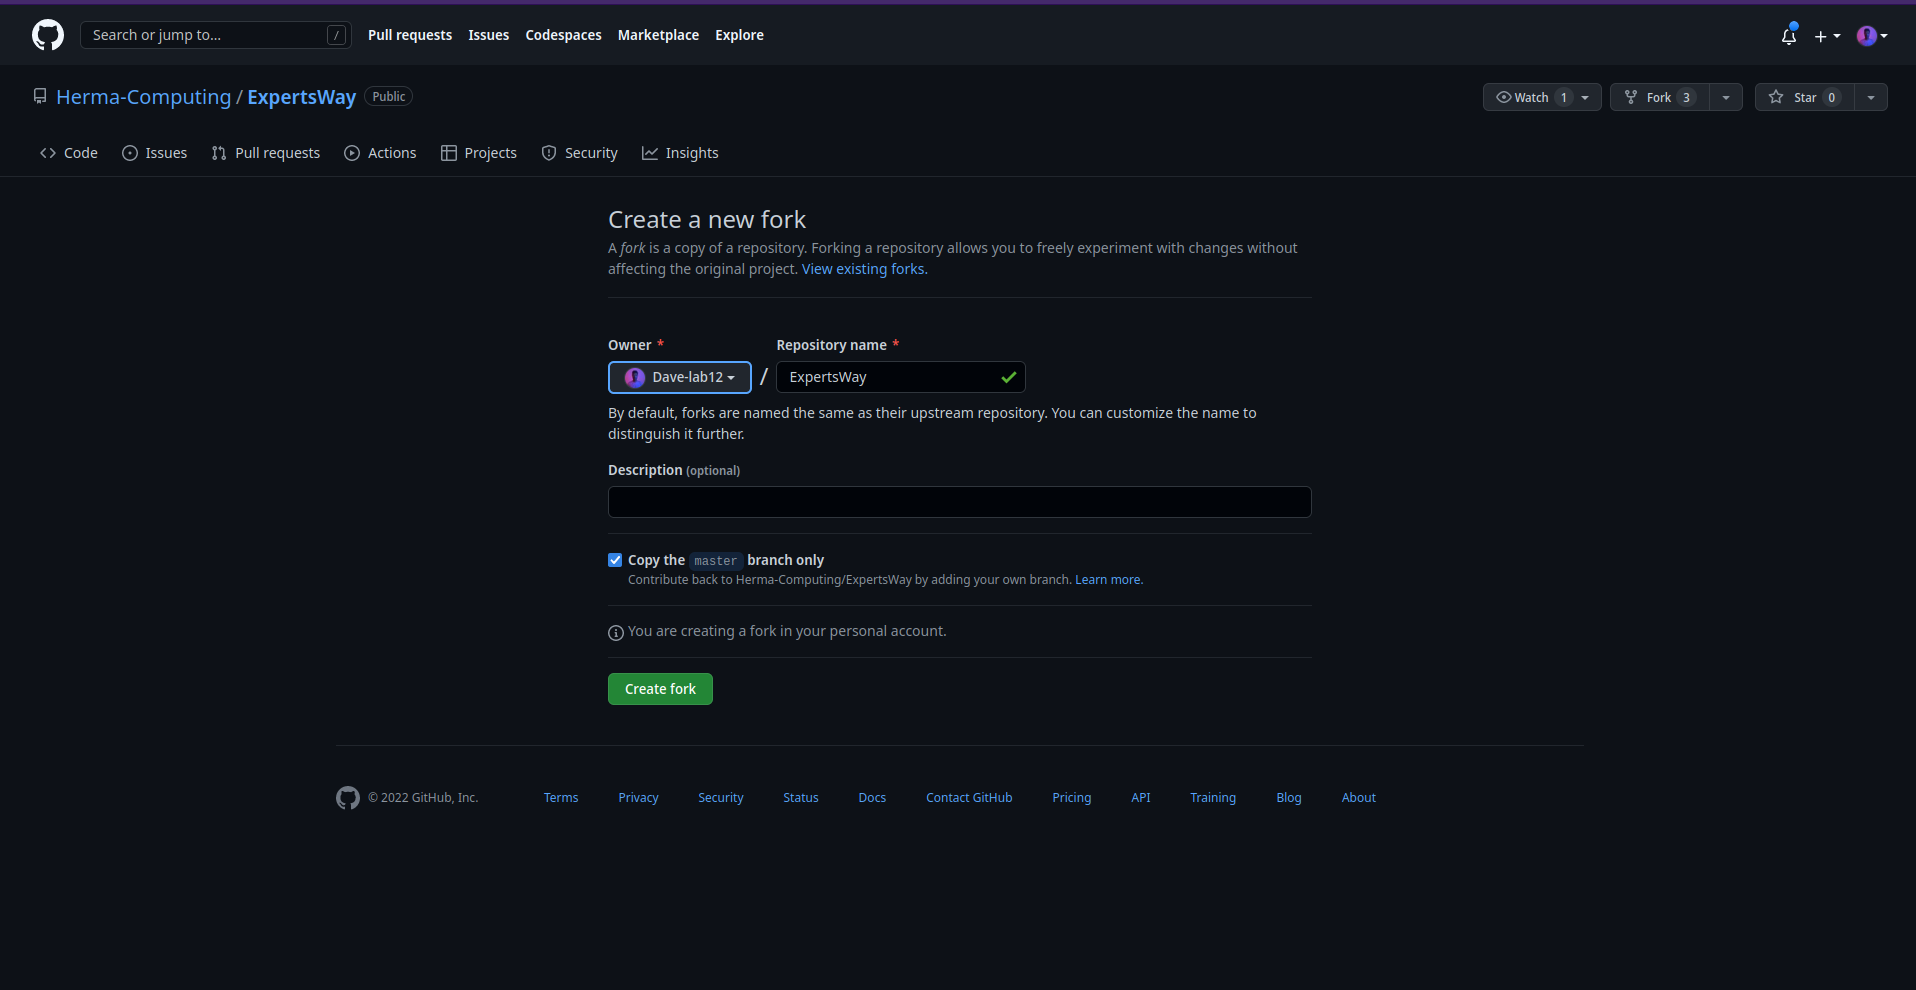 Search or jump to... /
Pull requests Issues Codespaces Marketplace Explore
Herma-Computing / ExpertsWay Public
Watch 1 Fork 3 Star 0
Code Issues Pull requests Actions Projects Security Insights
Create a new fork
A fork is a copy of a repository. Forking a repository allows you to freely experiment with changes without
affecting the original project. View existing forks.
Owner * Repository name *
Dave-lab12 / ExpertsWay
By default, forks are named the same as their upstream repository. You can customize the name to
distinguish it further.
Description (optional)
Copy the master branch only
Contribute back to Herma-Computing/ExpertsWay by adding your own branch. Learn more.
You are creating a fork in your personal account.
Create fork
© 2022 GitHub, Inc. Terms Privacy Security Status Docs Contact GitHub Pricing API Training Blog About